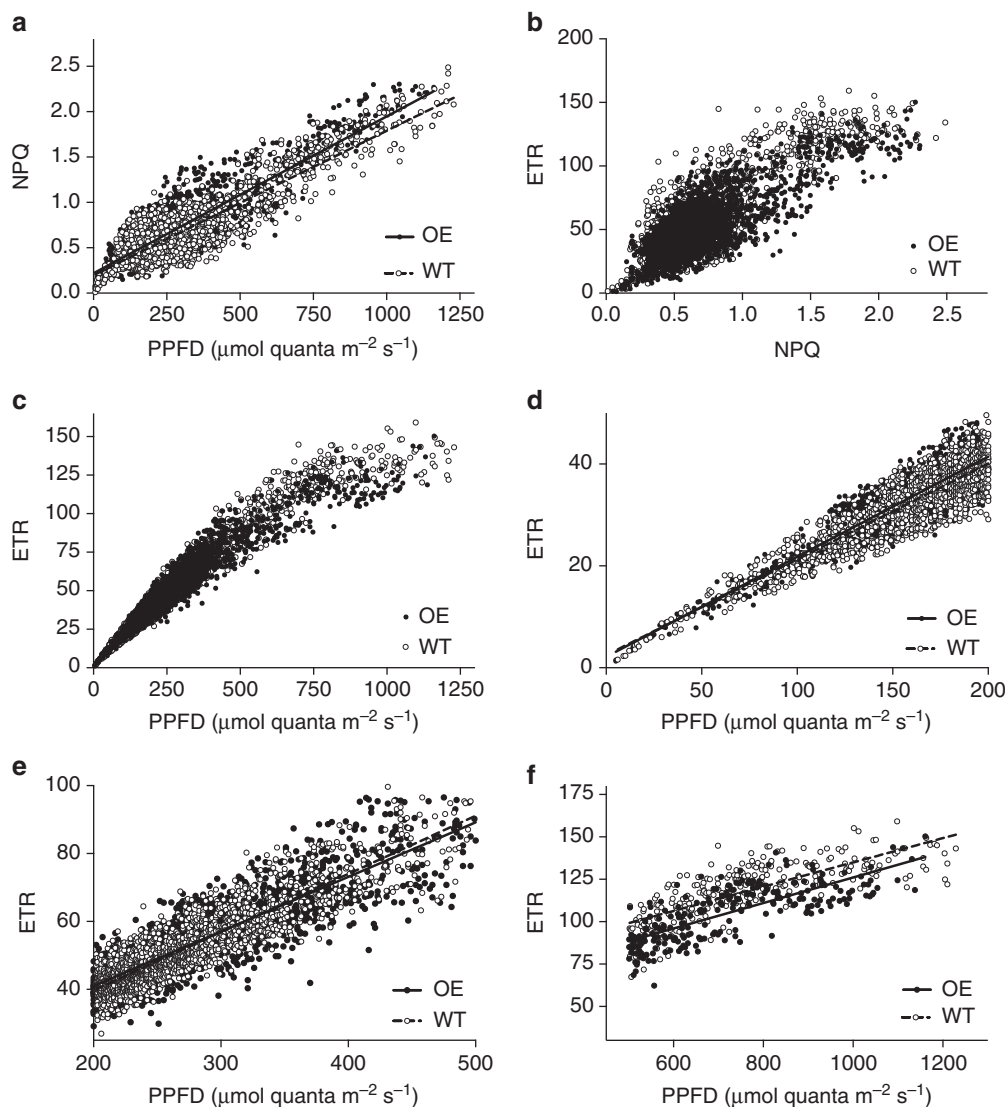 a
2.5
2.0
1.5
1.0
0.5
0.0
NPQ
0 250 500 750 1000 1250
PPFD (μmol quanta m⁻² s⁻¹)
OE
WT
b
200
150
100
50
0
ETR
0.0 0.5 1.0 1.5 2.0 2.5
NPQ
OE
WT
c
150
125
100
75
50
25
0
ETR
0 250 500 750 1000 1250
PPFD (μmol quanta m⁻² s⁻¹)
OE
WT
d
40
20
0
ETR
0 50 100 150 200
PPFD (μmol quanta m⁻² s⁻¹)
OE
WT
e
100
80
60
40
ETR
200 300 400 500
PPFD (μmol quanta m⁻² s⁻¹)
OE
WT
f
175
150
125
100
75
50
ETR
600 800 1000 1200
PPFD (μmol quanta m⁻² s⁻¹)
OE
WT